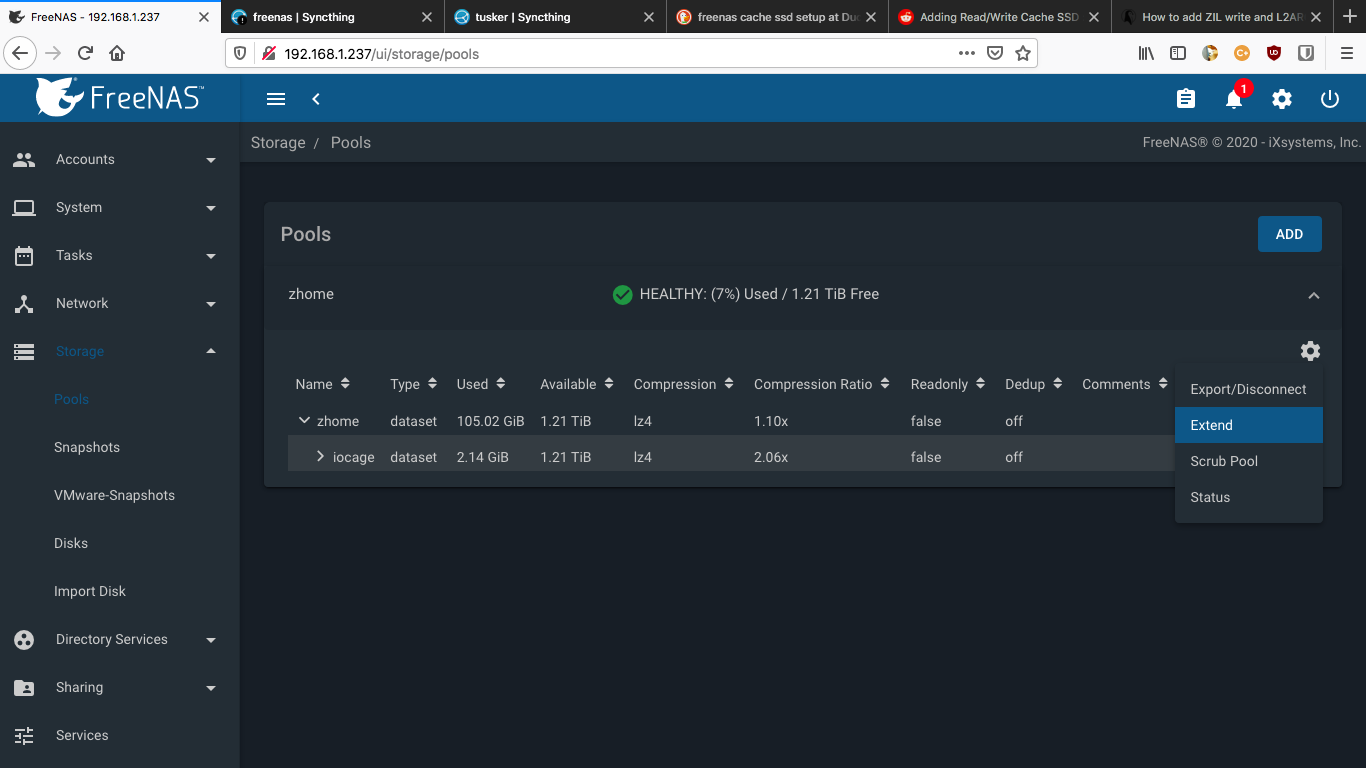 FreeNAS - 192.168.1.237
freenas | Syncthing
tusker | Syncthing
freenas cache ssd setup at Du
Adding Read/Write Cache SSD
How to add ZIL write and L2AR
192.168.1.237/ui/storage/pools
FreeNAS™
1
Storage / Pools
FreeNAS® © 2020 - iXsystems, Inc.
Accounts
System
Tasks
Network
Storage
Pools
Snapshots
VMware-Snapshots
Disks
Import Disk
Directory Services
Sharing
Services
Pools
ADD
zhome HEALTHY: (7%) Used / 1.21 TiB Free
Name Type Used Available Compression Compression Ratio Readonly Dedup Comments
zhome dataset 105.02 GiB 1.21 TiB lz4 1.10x false off
iocage dataset 2.14 GiB 1.21 TiB lz4 2.06x false off
Export/Disconnect
Extend
Scrub Pool
Status